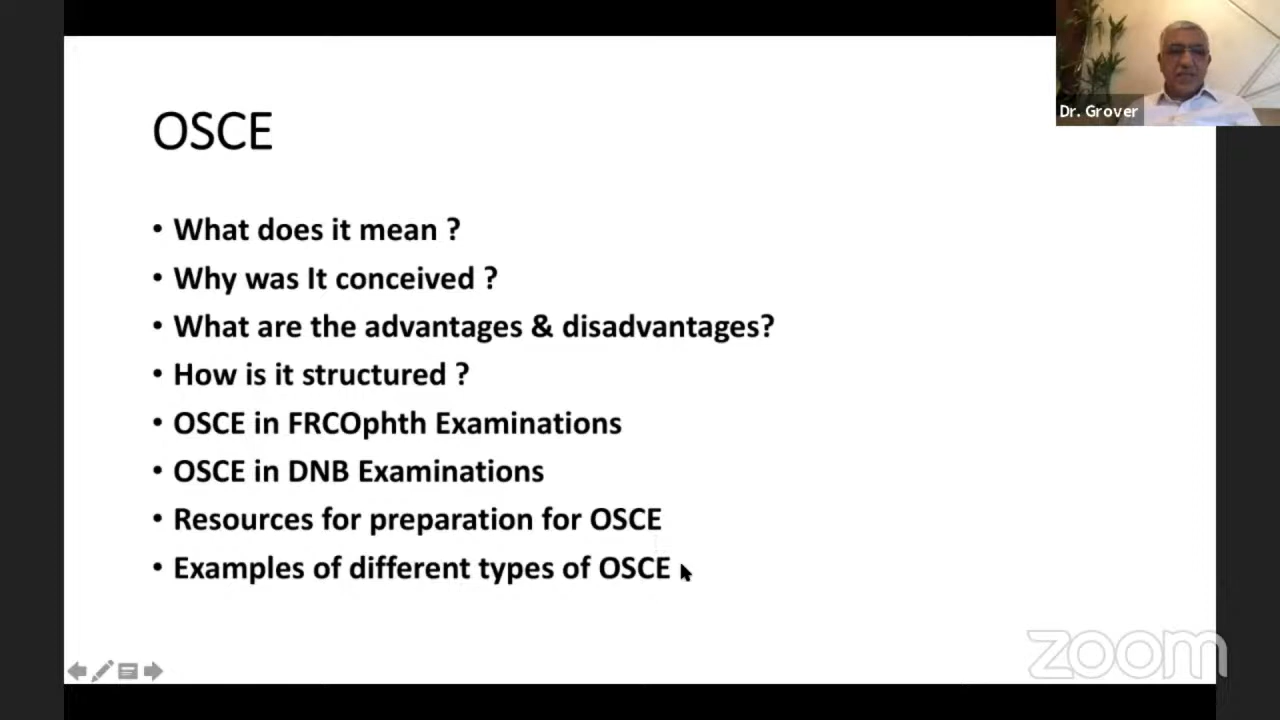 Dr. Grover
OSCE
• What does it mean ?
• Why was It conceived ?
• What are the advantages & disadvantages?
• How is it structured ?
• OSCE in FRCOphth Examinations
• OSCE in DNB Examinations
• Resources for preparation for OSCE
• Examples of different types of OSCE
zoom